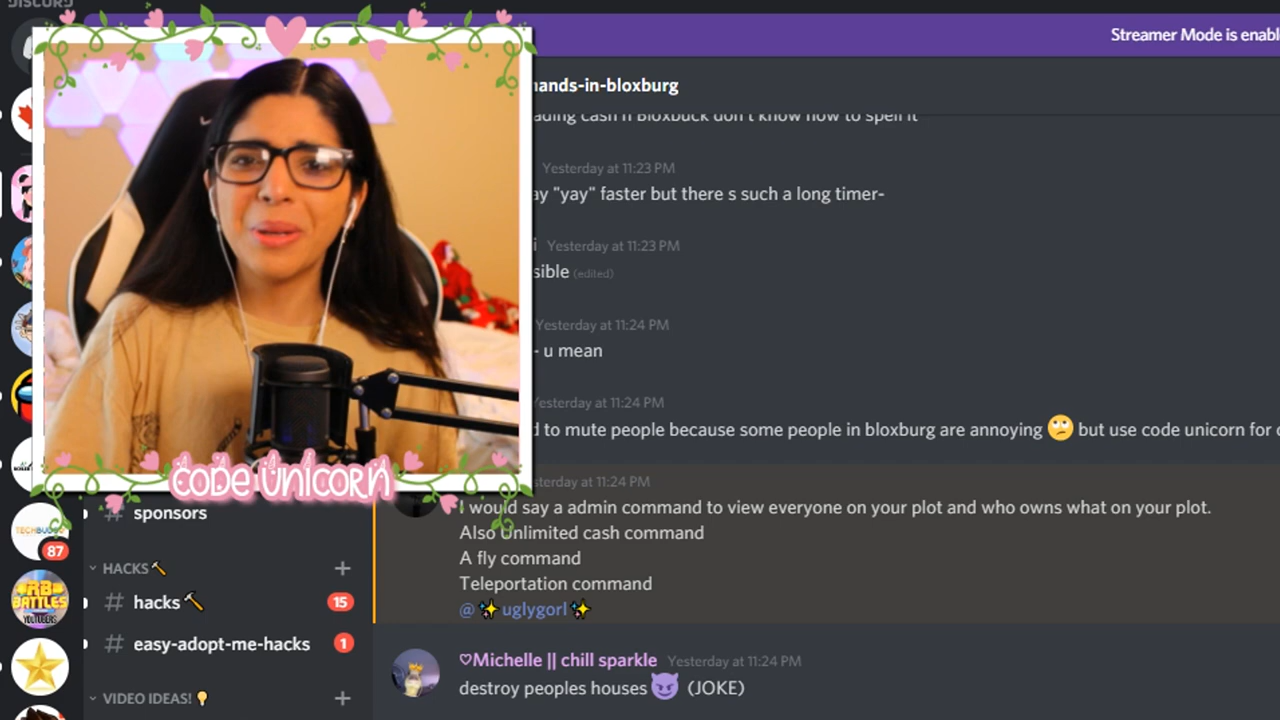 DISCORD
Streamer Mode is enabl
hands-in-bloxburg
ading cash n Bloxbuck don't know how to spell it
Yesterday at 11:23 PM
ay "yay" faster but there s such a long timer-
i Yesterday at 11:23 PM
sible (edited)
Yesterday at 11:24 PM
- u mean
Yesterday at 11:24 PM
d to mute people because some people in bloxburg are annoying 🙄 but use code unicorn for
CODE UNICORN
sterday at 11:24 PM
I would say a admin command to view everyone on your plot and who owns what on your plot.
Also Unlimited cash command
A fly command
Teleportation command
@✨uglygorl✨
♡Michelle || chill sparkle Yesterday at 11:24 PM
destroy peoples houses 😈 (JOKE)
# sponsors
HACKS🔨 +
# hacks🔨 15
# easy-adopt-me-hacks 1
VIDEO IDEAS!💡 +
87
RB
BATTLES
YOUTUBERS